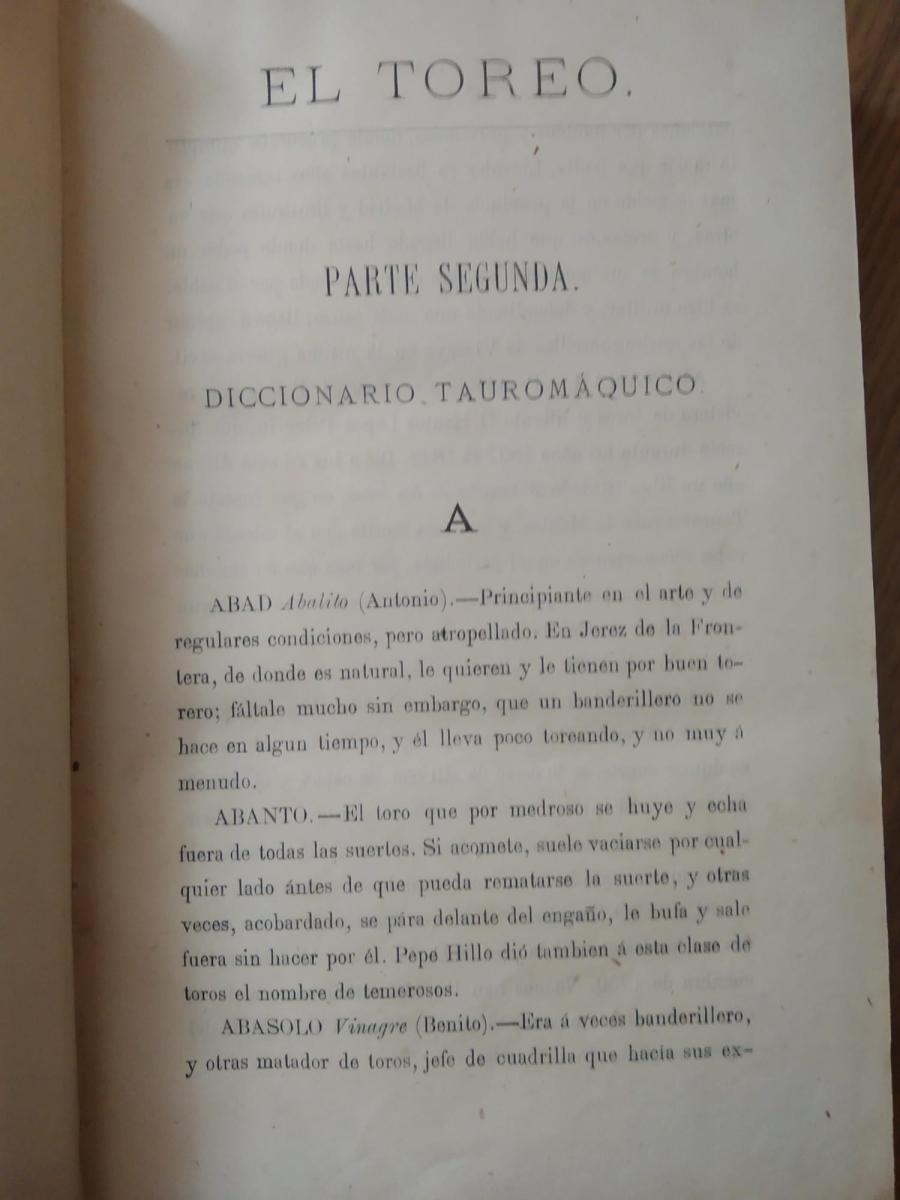 EL TOREO.
PARTE SEGUNDA.
DICCIONARIO TAUROMÁQUICO.
A
ABAD Abalito (Antonio).—Principiante en el arte y de
regulares condiciones, pero atropellado. En Jerez de la Fron-
tera, de donde es natural, le quieren y le tienen por buen to-
rero; fáltale mucho sin embargo, que un banderillero no se
hace en algun tiempo, y él lleva poco toreando, y no muy á
menudo.
ABANTO.—El toro que por medroso se huye y echa
fuera de todas las suertes. Si acomete, suele vaciarse por cual-
quier lado ántes de que pueda rematarse la suerte, y otras
veces, acobardado, se pára delante del engaño, le bufa y sale
fuera sin hacer por él. Pepe Hillo dió tambien á esta clase de
toros el nombre de temerosos.
ABASOLO Vinagre (Benito).—Era á veces banderillero,
y otras matador de toros, jefe de cuadrilla que hacia sus ex-